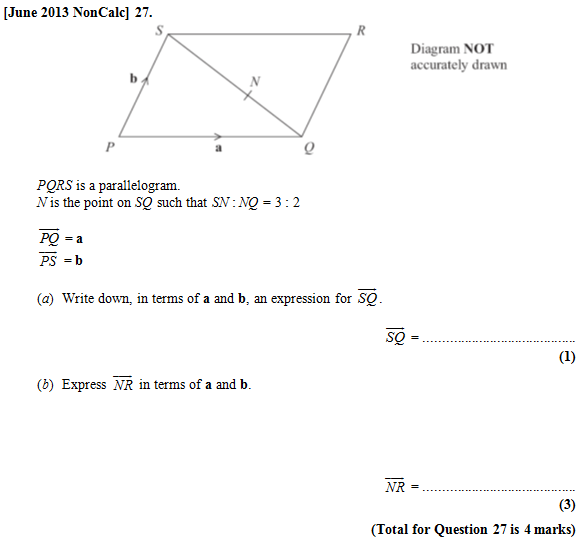 [June 2013 NonCalc] 27.
S
R
Diagram NOT
accurately drawn
b
N
P
a
Q
PQRS is a parallelogram.
N is the point on SQ such that SN : NQ = 3 : 2
PQ = a
PS = b
(a) Write down, in terms of a and b, an expression for SQ.
SQ = ..............................................
(1)
(b) Express NR in terms of a and b.
NR = ..............................................
(3)
(Total for Question 27 is 4 marks)